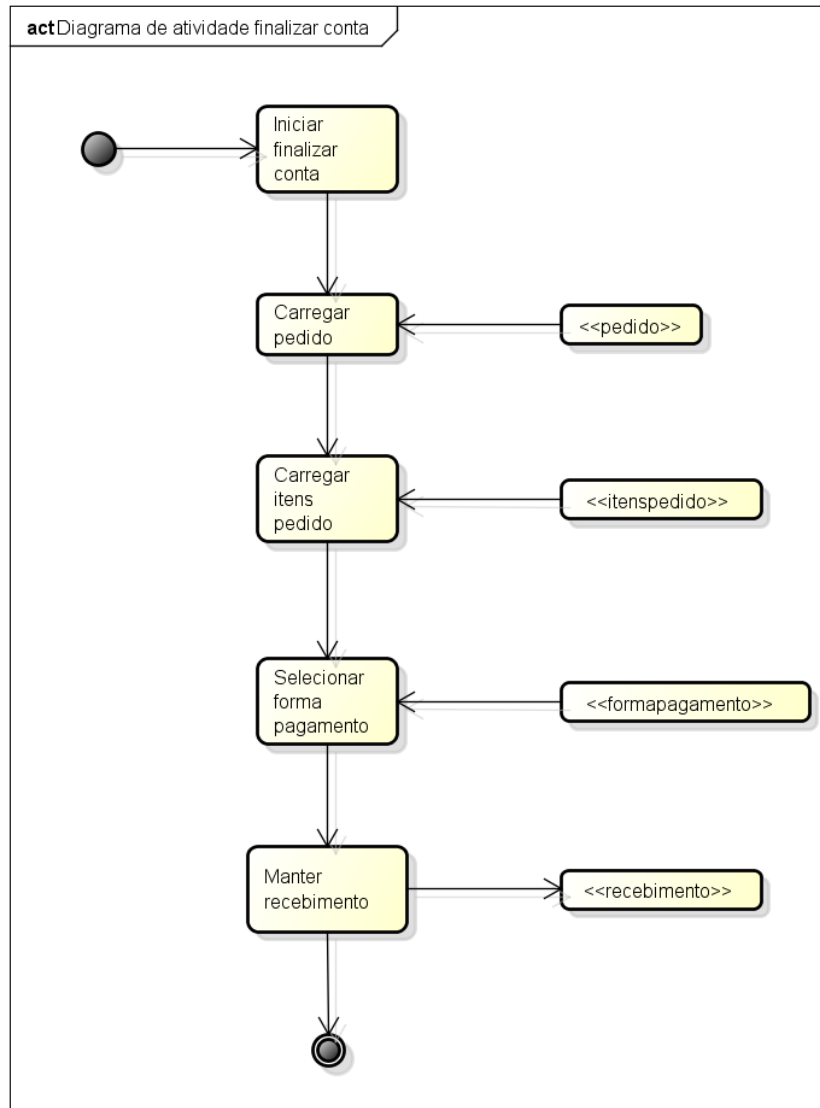 act Diagrama de atividade finalizar conta
Iniciar
finalizar
conta
Carregar
pedido
<<pedido>>
Carregar
itens
pedido
<<itenspedido>>
Selecionar
forma
pagamento
<<formapagamento>>
Manter
recebimento
<<recebimento>>